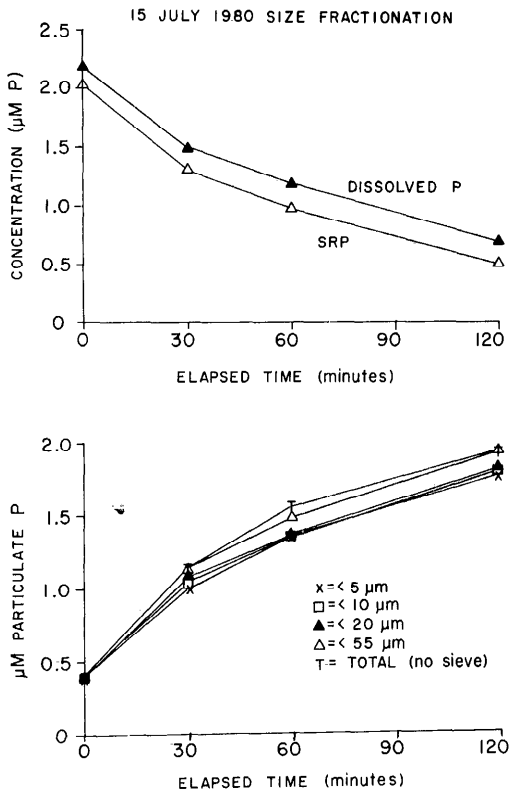 15 JULY 1980 SIZE FRACTIONATION
CONCENTRATION (µM P)
2.5
2.0
1.5
1.0
0.5
0
DISSOLVED P
SRP
0 30 60 90 120
ELAPSED TIME (minutes)
µM PARTICULATE P
2.0
1.5
1.0
0.5
0
x=< 5 µm
□=< 10 µm
▲=< 20 µm
△=< 55 µm
T= TOTAL (no sieve)
0 30 60 90 120
ELAPSED TIME (minutes)